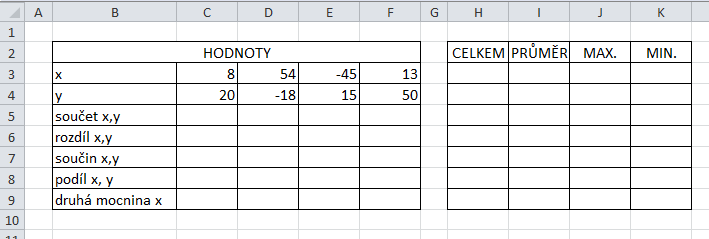 A B C D E F G H I J K
1
2 HODNOTY CELKEM PRŮMĚR MAX. MIN.
3 x 8 54 -45 13
4 y 20 -18 15 50
5 součet x,y
6 rozdíl x,y
7 součin x,y
8 podíl x, y
9 druhá mocnina x
10
11